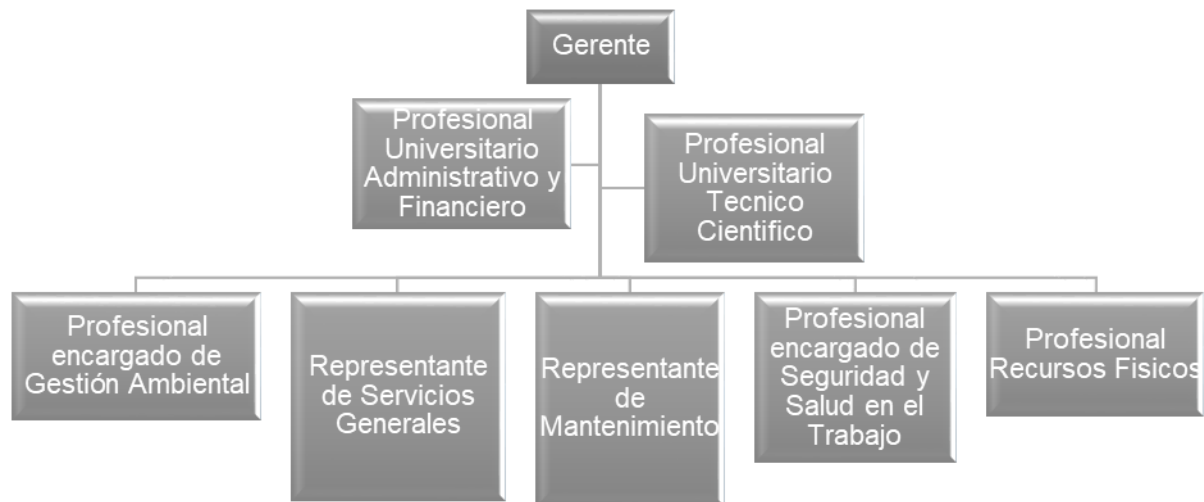 Gerente
Profesional
Universitario
Administrativo y
Financiero
Profesional
Universitario
Tecnico
Cientifico
Profesional
encargado de
Gestión Ambiental
Representante
de Servicios
Generales
Representante
de
Mantenimiento
Profesional
encargado de
Seguridad y
Salud en el
Trabajo
Profesional
Recursos Fisicos